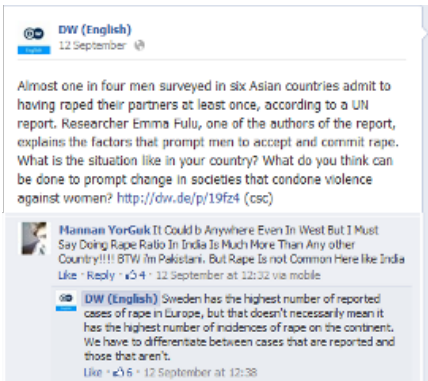 DW (English)
12 September
English
Almost one in four men surveyed in six Asian countries admit to
having raped their partners at least once, according to a UN
report. Researcher Emma Fulu, one of the authors of the report,
explains the factors that prompt men to accept and commit rape.
What is the situation like in your country? What do you think can
be done to prompt change in societies that condone violence
against women? http://dw.de/p/19fz4 (csc)
Mannan YorGuk It Could b Anywhere Even In West But I Must
Say Doing Rape Ratio In India Is Much More Than Any other
Country!!!! BTW i'm Pakistani. But Rape Is not Common Here like India
Like · Reply · 4 · 12 September at 12:32 via mobile
DW (English) Sweden has the highest number of reported
cases of rape in Europe, but that doesn't necessarily mean it
has the highest number of incidences of rape on the continent.
We have to differentiate between cases that are reported and
those that aren't.
Like · 6 · 12 September at 12:38